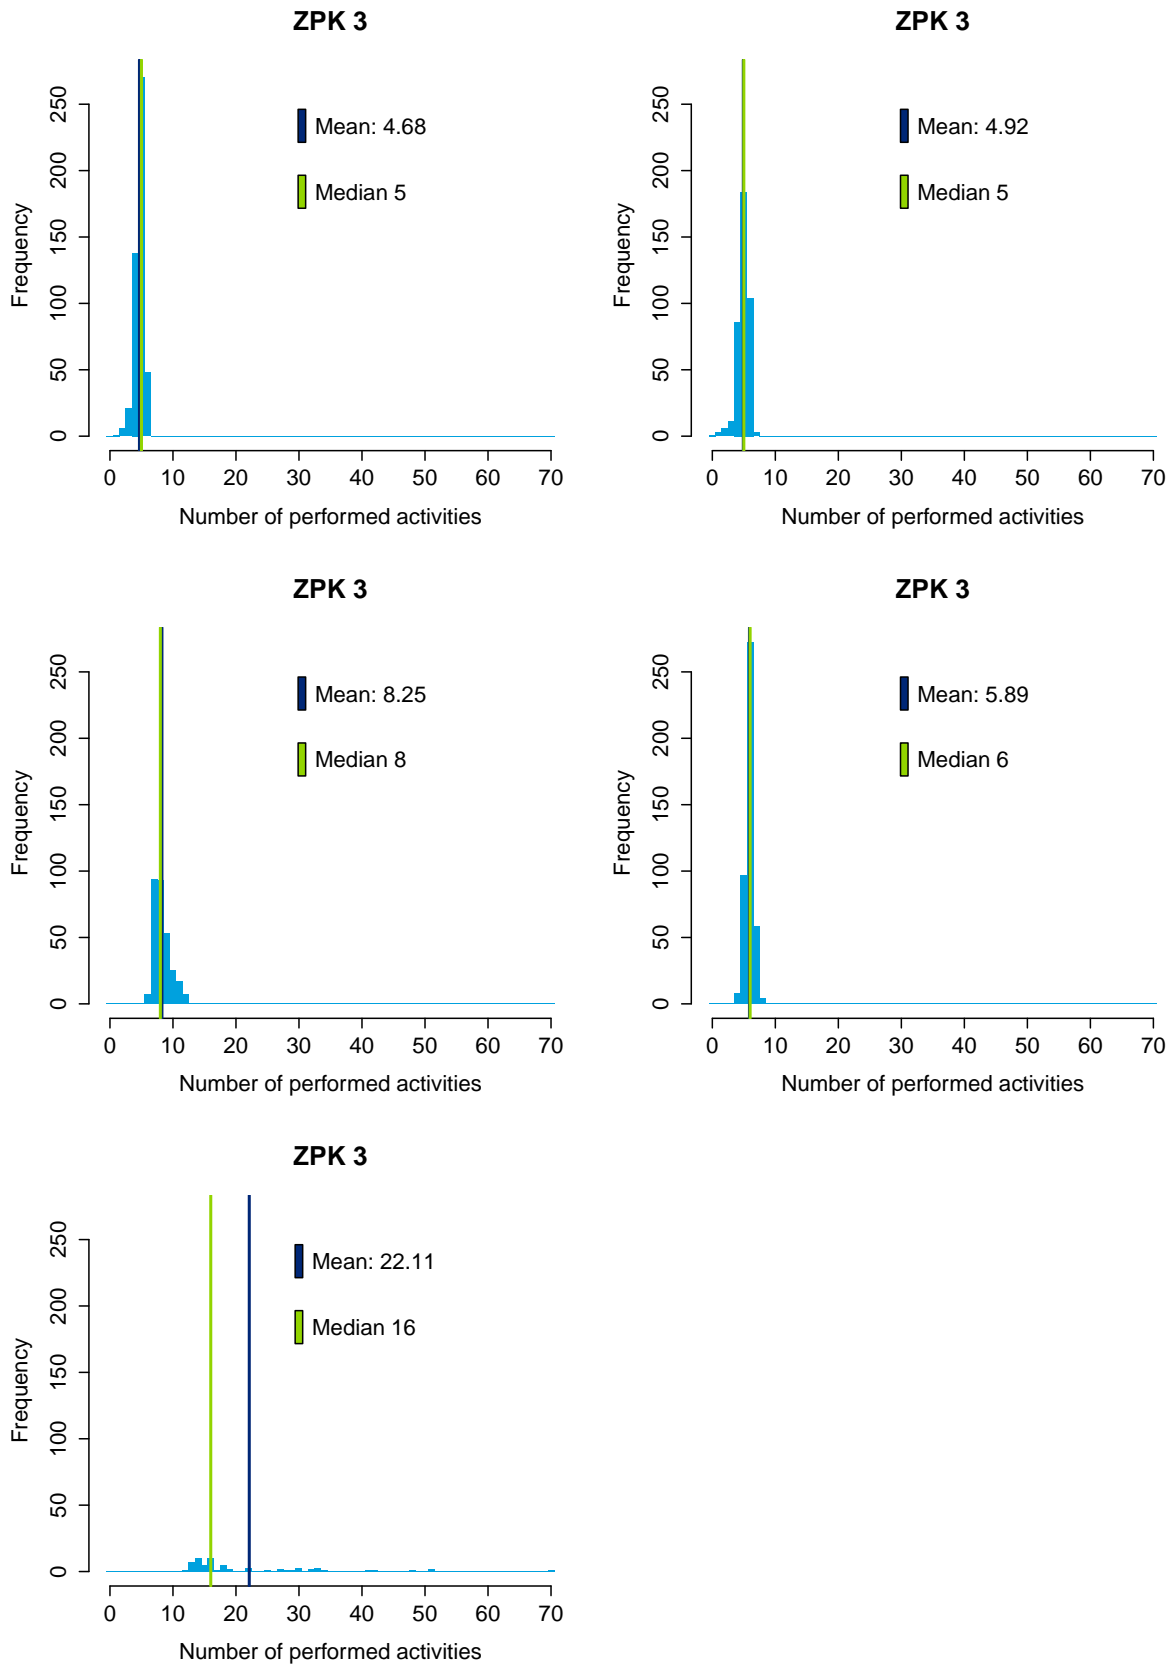 ZPK 3
250
200
150
100
50
0
Frequency
Mean: 4.68
Median 5
0 10 20 30 40 50 60 70
Number of performed activities
ZPK 3
250
200
150
100
50
0
Frequency
Mean: 4.92
Median 5
0 10 20 30 40 50 60 70
Number of performed activities
ZPK 3
250
200
150
100
50
0
Frequency
Mean: 8.25
Median 8
0 10 20 30 40 50 60 70
Number of performed activities
ZPK 3
250
200
150
100
50
0
Frequency
Mean: 5.89
Median 6
0 10 20 30 40 50 60 70
Number of performed activities
ZPK 3
250
200
150
100
50
0
Frequency
Mean: 22.11
Median 16
0 10 20 30 40 50 60 70
Number of performed activities